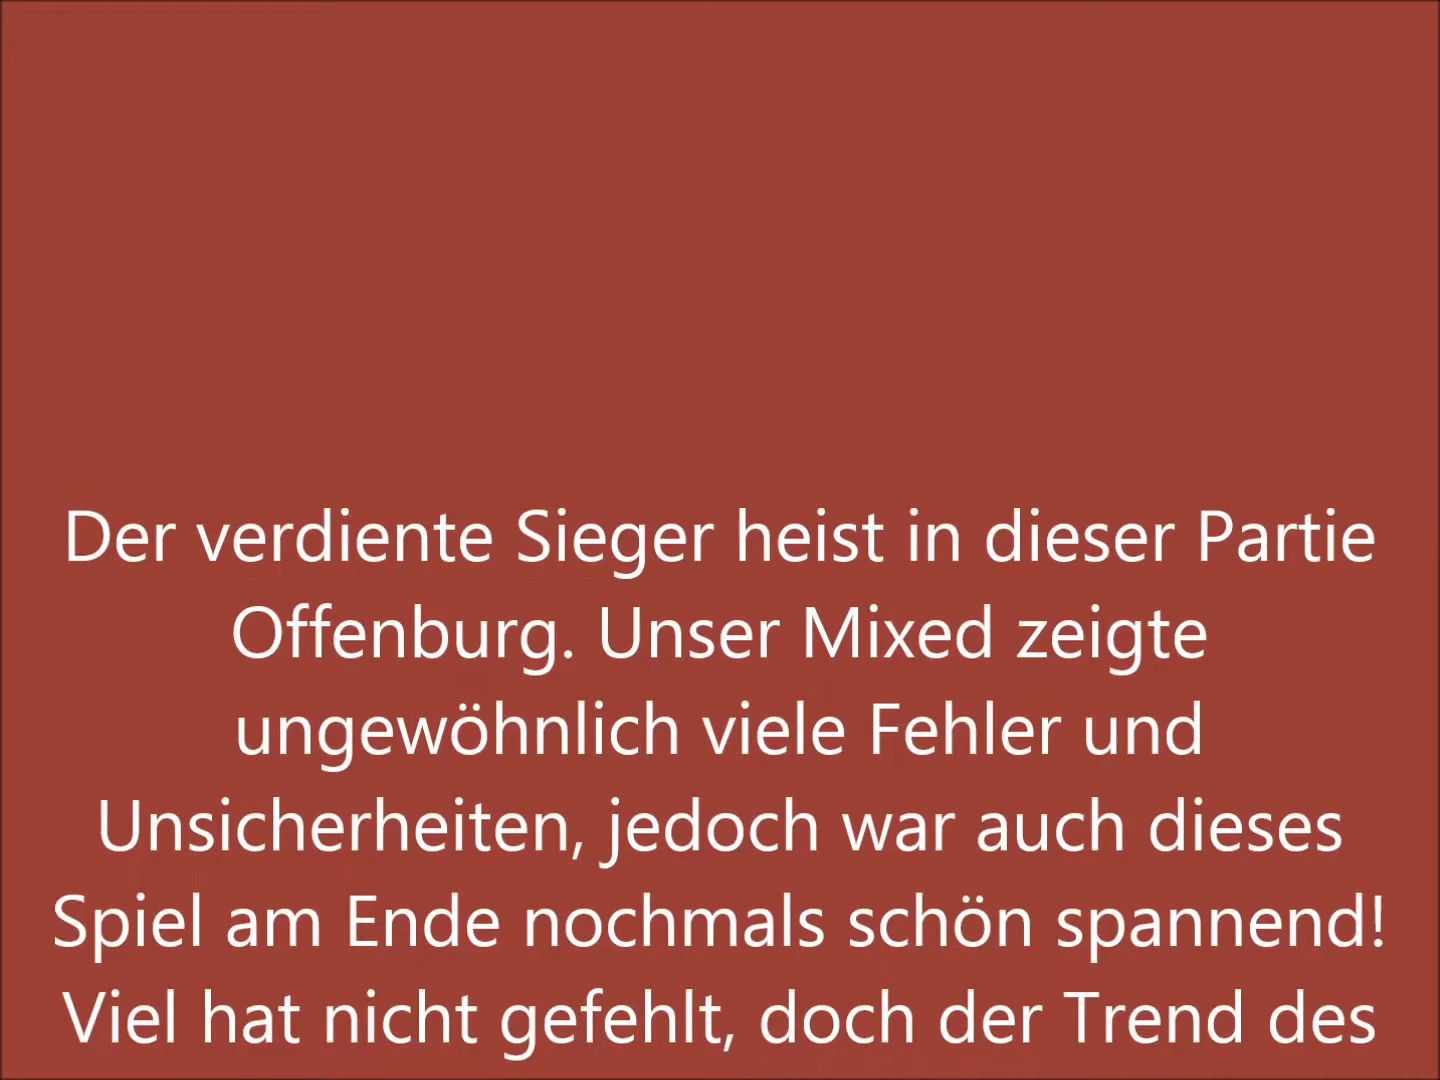 Der verdiente Sieger heist in dieser Partie
Offenburg. Unser Mixed zeigte
ungewöhnlich viele Fehler und
Unsicherheiten, jedoch war auch dieses
Spiel am Ende nochmals schön spannend!
Viel hat nicht gefehlt, doch der Trend des